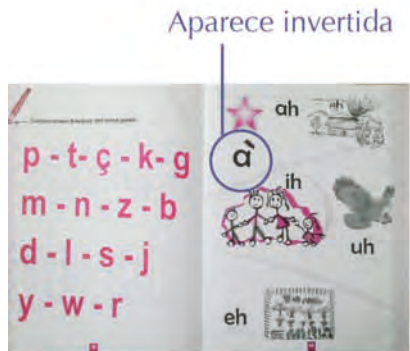 Aparece invertida
p - t- ç - k- g
m - n - z - b
d - l - s - j
y - w - r
ah
à
ih
uh
eh